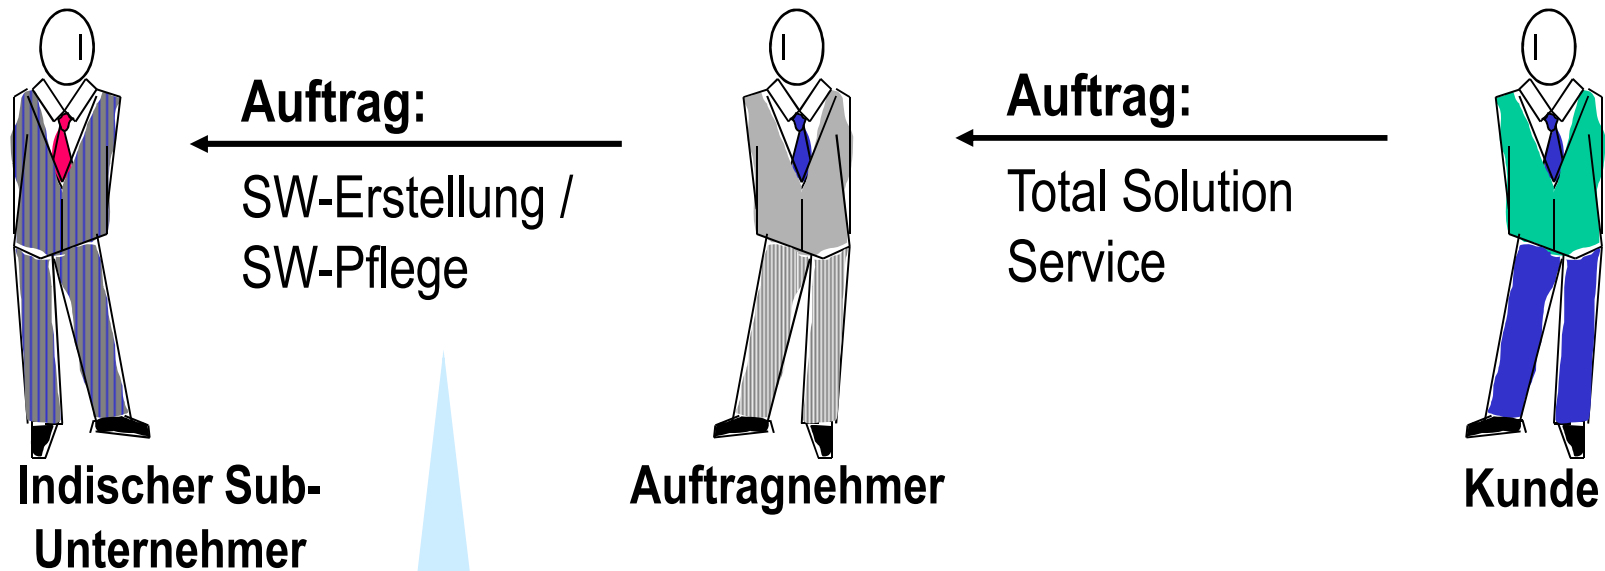 Auftrag:
SW-Erstellung /
SW-Pflege
Auftrag:
Total Solution
Service
Indischer Sub-
Unternehmer
Auftragnehmer
Kunde